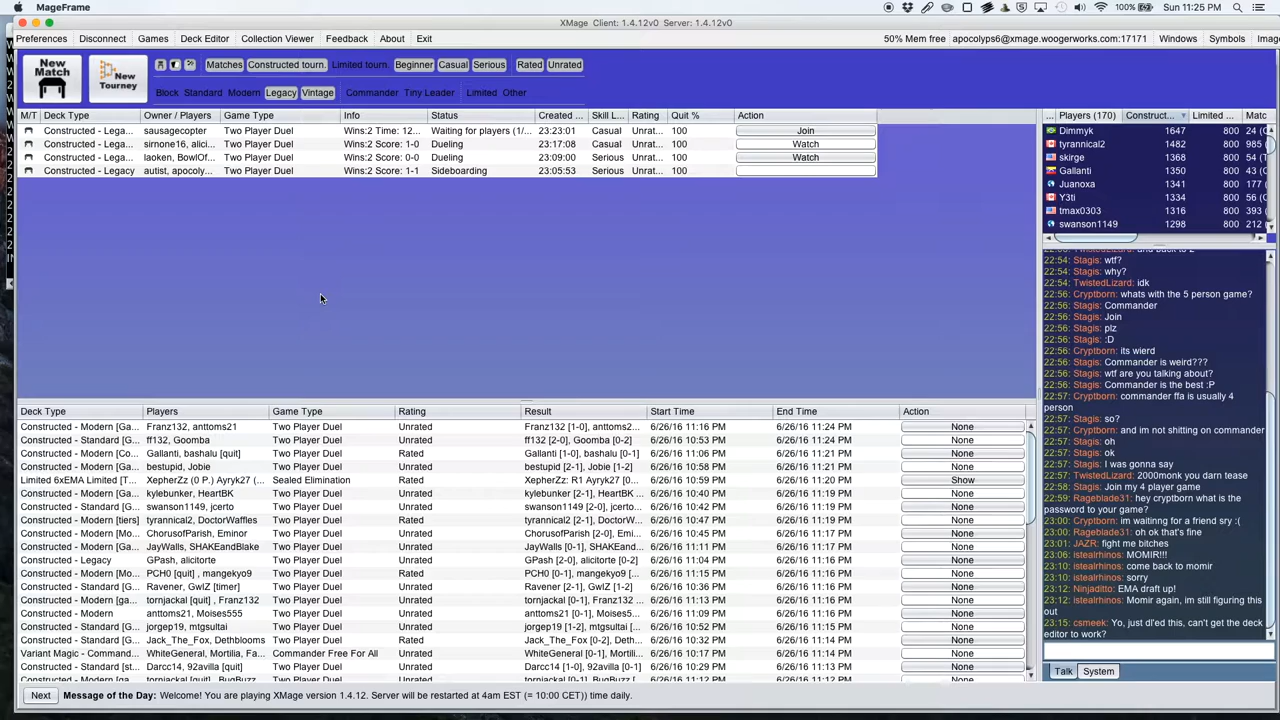 MageFrame 100% Sun 11:25 PM
XMage Client: 1.4.12v0 Server: 1.4.12v0
Preferences Disconnect Games Deck Editor Collection Viewer Feedback About Exit 50% Mem free apocolyps6@xmage.woogerworks.com:17171 Windows Symbols Imag
New Match New Tourney Matches Constructed tourn. Limited tourn. Beginner Casual Serious Rated Unrated
Block Standard Modern Legacy Vintage Commander Tiny Leader Limited Other
M/T Deck Type Owner / Players Game Type Info Status Created ... Skill L... Rating Quit % Action
Constructed - Lega... sausagecopter Two Player Duel Wins:2 Time: 12... Waiting for players (1/... 23:23:01 Casual Unrat... 100 Join
Constructed - Lega... sirnone16, alici... Two Player Duel Wins:2 Score: 1-0 Dueling 23:17:08 Casual Unrat... 100 Watch
Constructed - Lega... laoken, BowlOf... Two Player Duel Wins:2 Score: 0-0 Dueling 23:09:00 Serious Unrat... 100 Watch
Constructed - Legacy autist, apocoly... Two Player Duel Wins:2 Score: 1-1 Sideboarding 23:05:53 Serious Unrat... 100
... Players (170) Construct... Limited ... Matc
Dimmyk 1647 800 24 (
tyrannical2 1482 800 985
skirge 1368 800 54 (
Gallanti 1350 800 43 (
Juanoxa 1341 800 177
Y3ti 1334 800 56 (
tmax0303 1316 800 393
swanson1149 1298 800 212
22:54: Stagis: wtf?
22:54: Stagis: why?
22:54: TwistedLizard: idk
22:56: Cryptborn: whats with the 5 person game?
22:56: Stagis: Commander
22:56: Stagis: Join
22:56: Stagis: plz
22:56: Stagis: :D
22:56: Cryptborn: its wierd
22:56: Stagis: Commander is weird???
22:56: Stagis: wtf are you talking about?
22:56: Stagis: Commander is the best :P
22:57: Cryptborn: commander ffa is usually 4
person
22:57: Stagis: so?
22:57: Cryptborn: and im not shitting on commander
22:57: Stagis: oh
22:57: Stagis: ok
22:57: Stagis: I was gonna say
22:57: TwistedLizard: 2000monk you darn tease
22:58: Stagis: Join my 4 player game
22:59: Rageblade31: hey cryptborn what is the
password to your game?
23:00: Cryptborn: im waitinng for a friend sry :(
23:00: Rageblade31: oh ok that's fine
23:01: JAZR: fight me bitches
23:06: istealrhinos: MOMIR!!!
23:10: istealrhinos: come back to momir
23:10: istealrhinos: sorry
23:12: Ninjaditto: EMA draft up!
23:12: istealrhinos: Momir again, im still figuring this
out
23:15: csmeek: Yo, just dl'ed this, can't get the deck
editor to work?
Talk System
Deck Type Players Game Type Rating Result Start Time End Time Action
Constructed - Modern [Ga... Franz132, anttoms21 Two Player Duel Unrated Franz132 [1-0], anttoms2... 6/26/16 11:16 PM 6/26/16 11:24 PM None
Constructed - Standard [G... ff132, Goomba Two Player Duel Unrated ff132 [2-0], Goomba [0-2] 6/26/16 10:53 PM 6/26/16 11:24 PM None
Constructed - Modern [Co... Gallanti, bashalu [quit] Two Player Duel Rated Gallanti [1-0], bashalu [0-1] 6/26/16 11:06 PM 6/26/16 11:21 PM None
Constructed - Modern [Ga... bestupid, Jobie Two Player Duel Unrated bestupid [2-1], Jobie [1-2] 6/26/16 10:58 PM 6/26/16 11:21 PM None
Limited 6xEMA Limited [T... XepherZz (0 P.) Ayryk27 (... Sealed Elimination Rated XepherZz: R1 Ayryk27 [0-... 6/26/16 10:59 PM 6/26/16 11:20 PM Show
Constructed - Modern [Ga... kylebunker, HeartBK Two Player Duel Unrated kylebunker [2-1], HeartB... 6/26/16 10:40 PM 6/26/16 11:19 PM None
Constructed - Modern [Ga... swanson1149, jcerto Two Player Duel Unrated swanson1149 [2-0], jcerto... 6/26/16 10:42 PM 6/26/16 11:19 PM None
Constructed - Modern [tiers] tyrannical2, DoctorWaffles Two Player Duel Rated tyrannical2 [2-1], DoctorW... 6/26/16 10:47 PM 6/26/16 11:19 PM None
Constructed - Modern [Ga... ChorusofParish, Eminor Two Player Duel Unrated ChorusofParish [2-0], Em... 6/26/16 10:45 PM 6/26/16 11:17 PM None
Constructed - Modern [Ga... JayWalls, SHAKEandBlake Two Player Duel Unrated JayWalls [0-1], SHAKEand... 6/26/16 11:11 PM 6/26/16 11:17 PM None
Constructed - Legacy GPash, alicitorte Two Player Duel Unrated GPash [0-2], alicitorte [2-0] 6/26/16 11:04 PM 6/26/16 11:16 PM None
Constructed - Modern [Mo... PCH0 [quit] , mangekyo9 Two Player Duel Rated PCH0 [0-1], mangekyo9 [... 6/26/16 11:15 PM 6/26/16 11:16 PM None
Constructed - Modern [Ga... Ravener, GwIZ [timer] Two Player Duel Unrated Ravener [2-1], GwIZ [1-2] 6/26/16 10:36 PM 6/26/16 11:16 PM None
Constructed - Modern [ga... tornjackal [quit] , Franz132 Two Player Duel Unrated tornjackal [0-1], Franz132 ... 6/26/16 11:01 PM 6/26/16 11:15 PM None
Constructed - Modern anttoms21, Moises555 Two Player Duel Unrated anttoms21 [0-1], Moises5... 6/26/16 11:09 PM 6/26/16 11:15 PM None
Constructed - Modern [Ga... jorgep19, mtgsultai Two Player Duel Unrated jorgep19 [0-2], mtgsultai ... 6/26/16 10:52 PM 6/26/16 11:14 PM None
Constructed - Modern [Ga... Jack_The_Fox, Dethblooms Two Player Duel Rated Jack_The_Fox [0-2], Deth... 6/26/16 10:32 PM 6/26/16 11:14 PM None
Variant Magic - Command... WhiteGeneral, Mortilia, Fa... Commander Free For All Unrated WhiteGeneral [0-1], Mortili... 6/26/16 10:17 PM 6/26/16 11:14 PM None
Constructed - Standard [st... Darcc14, 92avilla [quit] Two Player Duel Unrated Darcc14 [1-0], 92avilla [0-... 6/26/16 10:29 PM 6/26/16 11:13 PM None
Next Message of the Day: Welcome! You are playing XMage version 1.4.12. Server will be restarted at 4am EST (= 10:00 CET)) time daily.